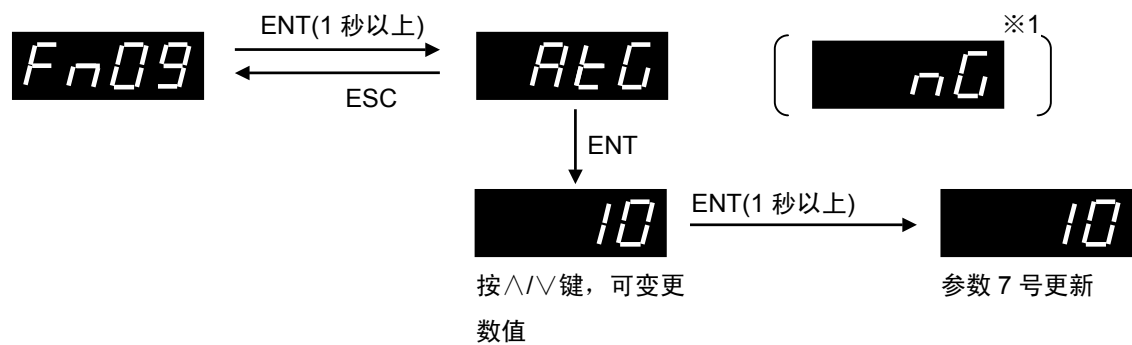 ※1
ENT(1 秒以上)
Fn09
AtG
nG
ESC
ENT
10
ENT(1 秒以上)
10
按∧/∨键，可变更
数值
参数 7 号更新